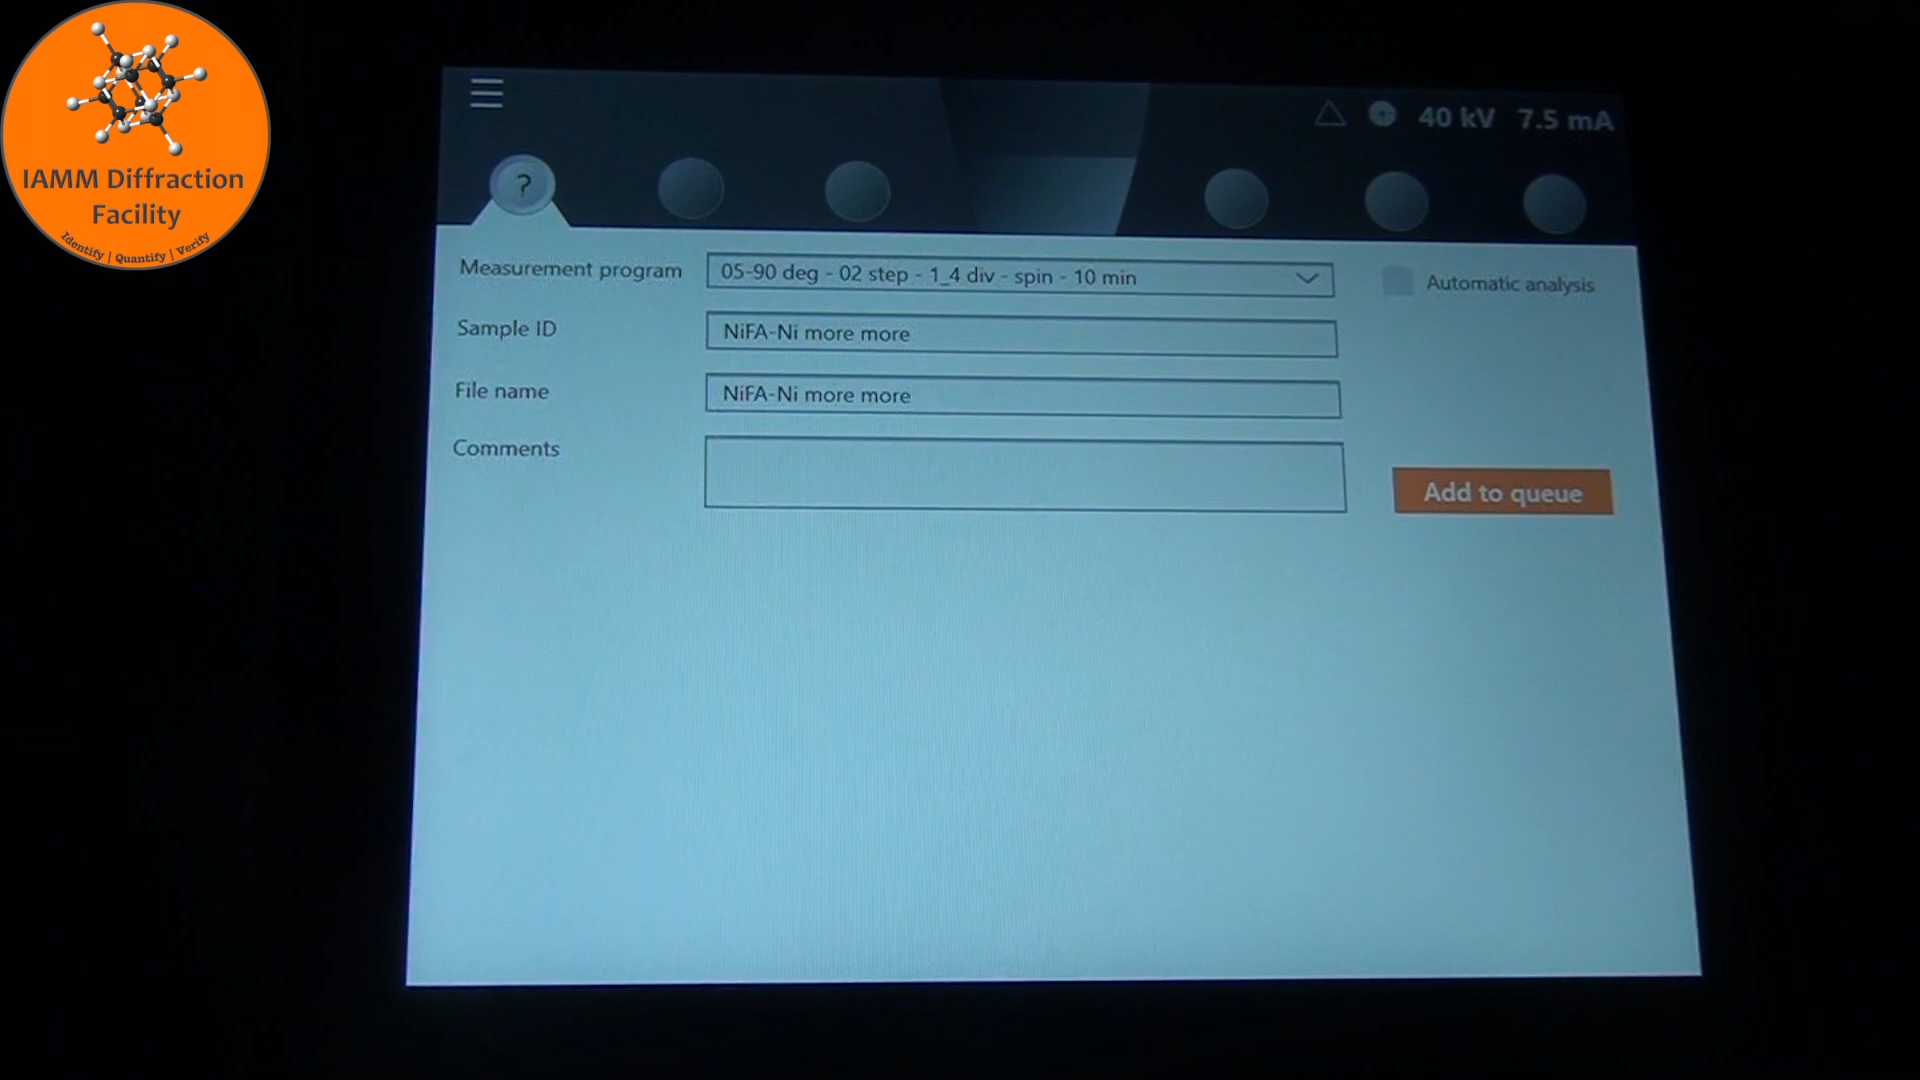 IAMM Diffraction
Facility
Identify | Quantify | Verify
40 kV 7.5 mA
?
Measurement program
05-90 deg - 02 step - 1_4 div - spin - 10 min
Automatic analysis
Sample ID
NiFA-Ni more more
File name
NiFA-Ni more more
Comments
Add to queue